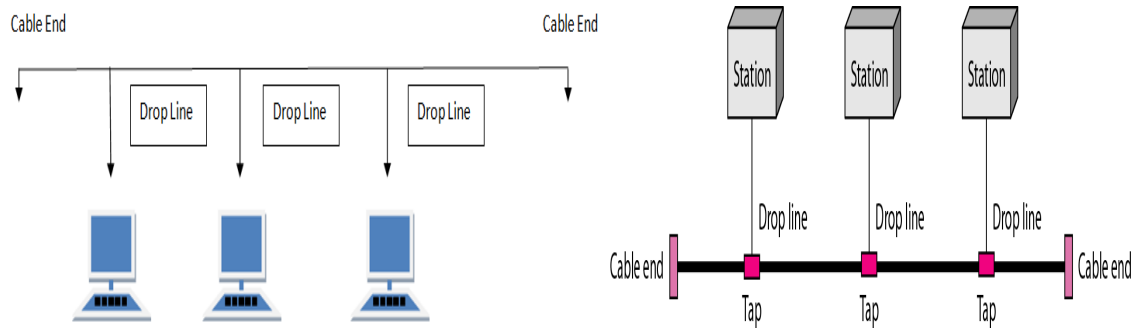 Cable End
Cable End
Drop Line
Drop Line
Drop Line
Station
Station
Station
Drop line
Drop line
Drop line
Cable end
Cable end
Tap
Tap
Tap